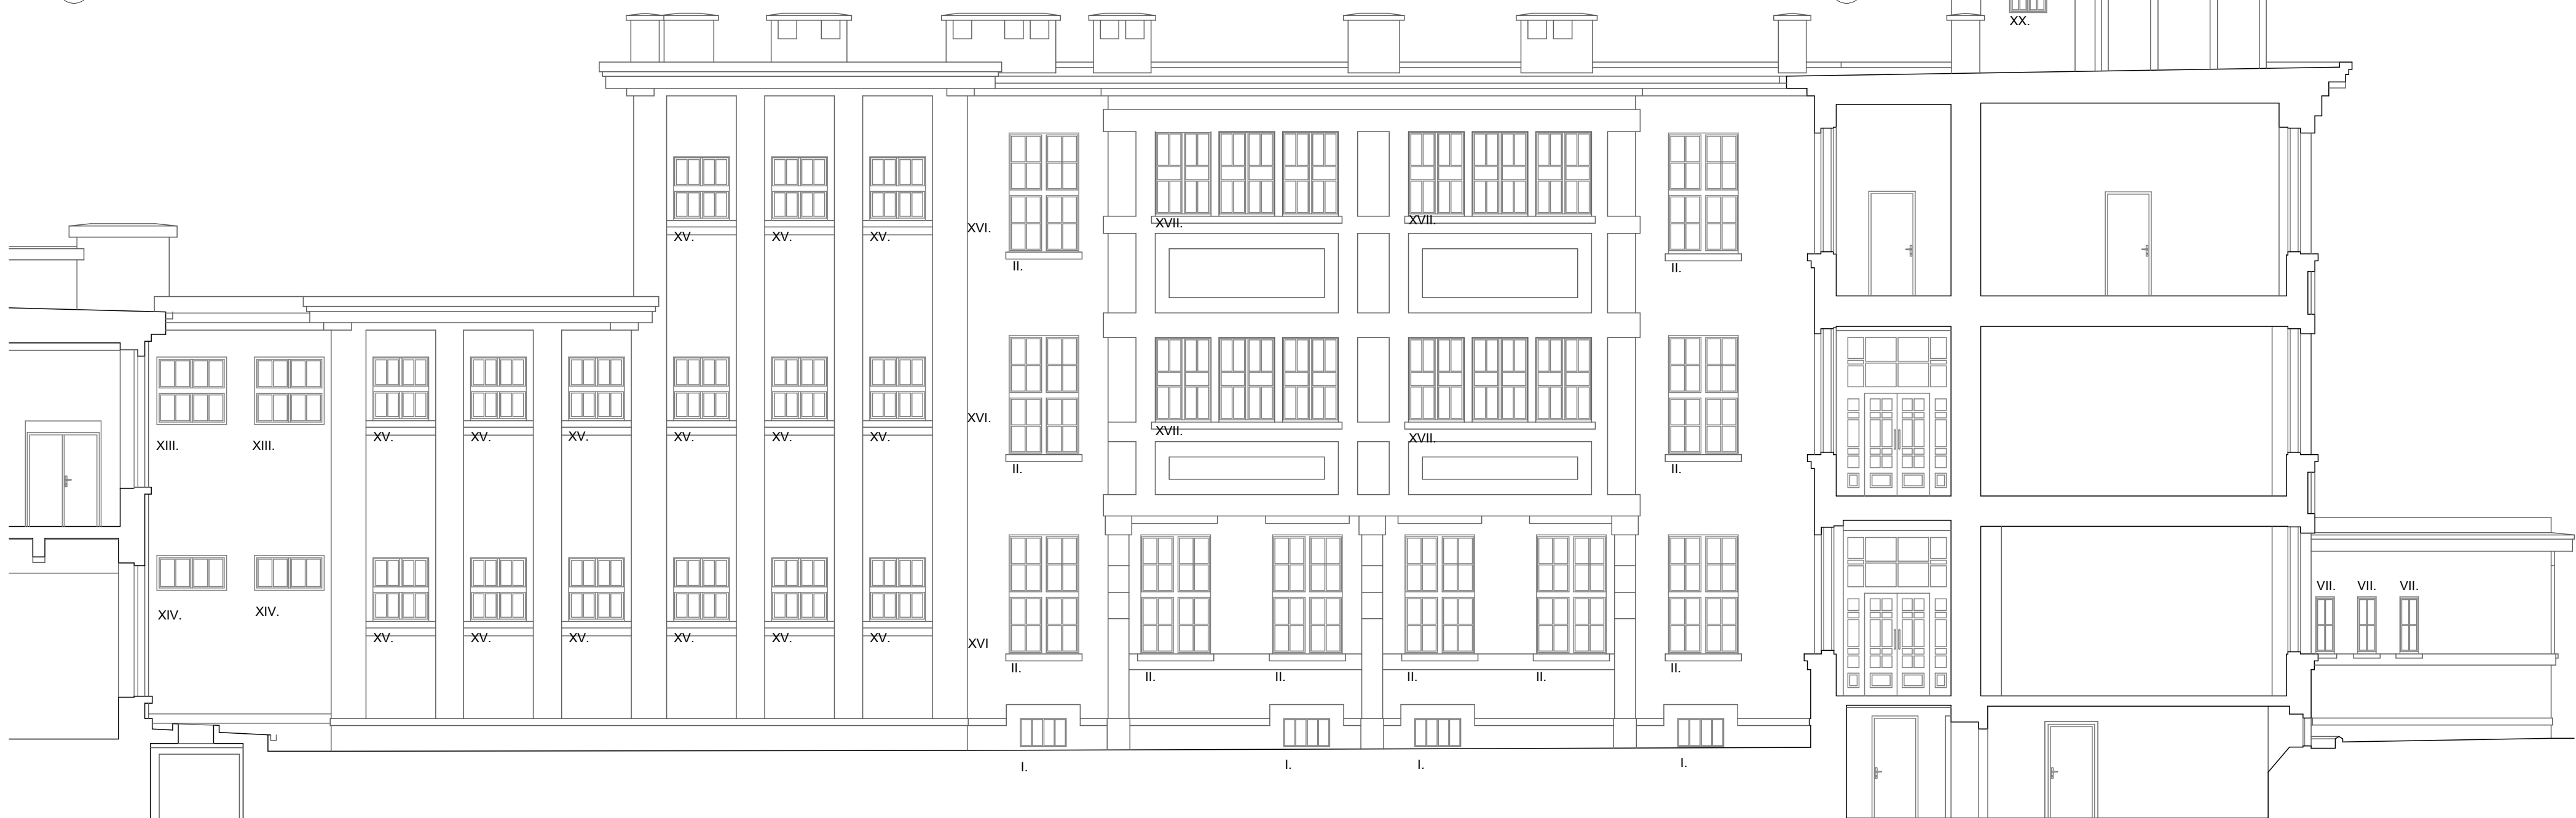 XX.
XVI. XVII. XVII.
XV. XV. XV.
II. II.
XVI.
XVII. XVII.
XIII. XIII. XV. XV. XV. XV. XV. XV.
II. II.
VII. VII. VII.
XIV. XIV.
XV. XV. XV. XV. XV. XV. XVI
II. II. II. II. II. II.
I. I. I. I.